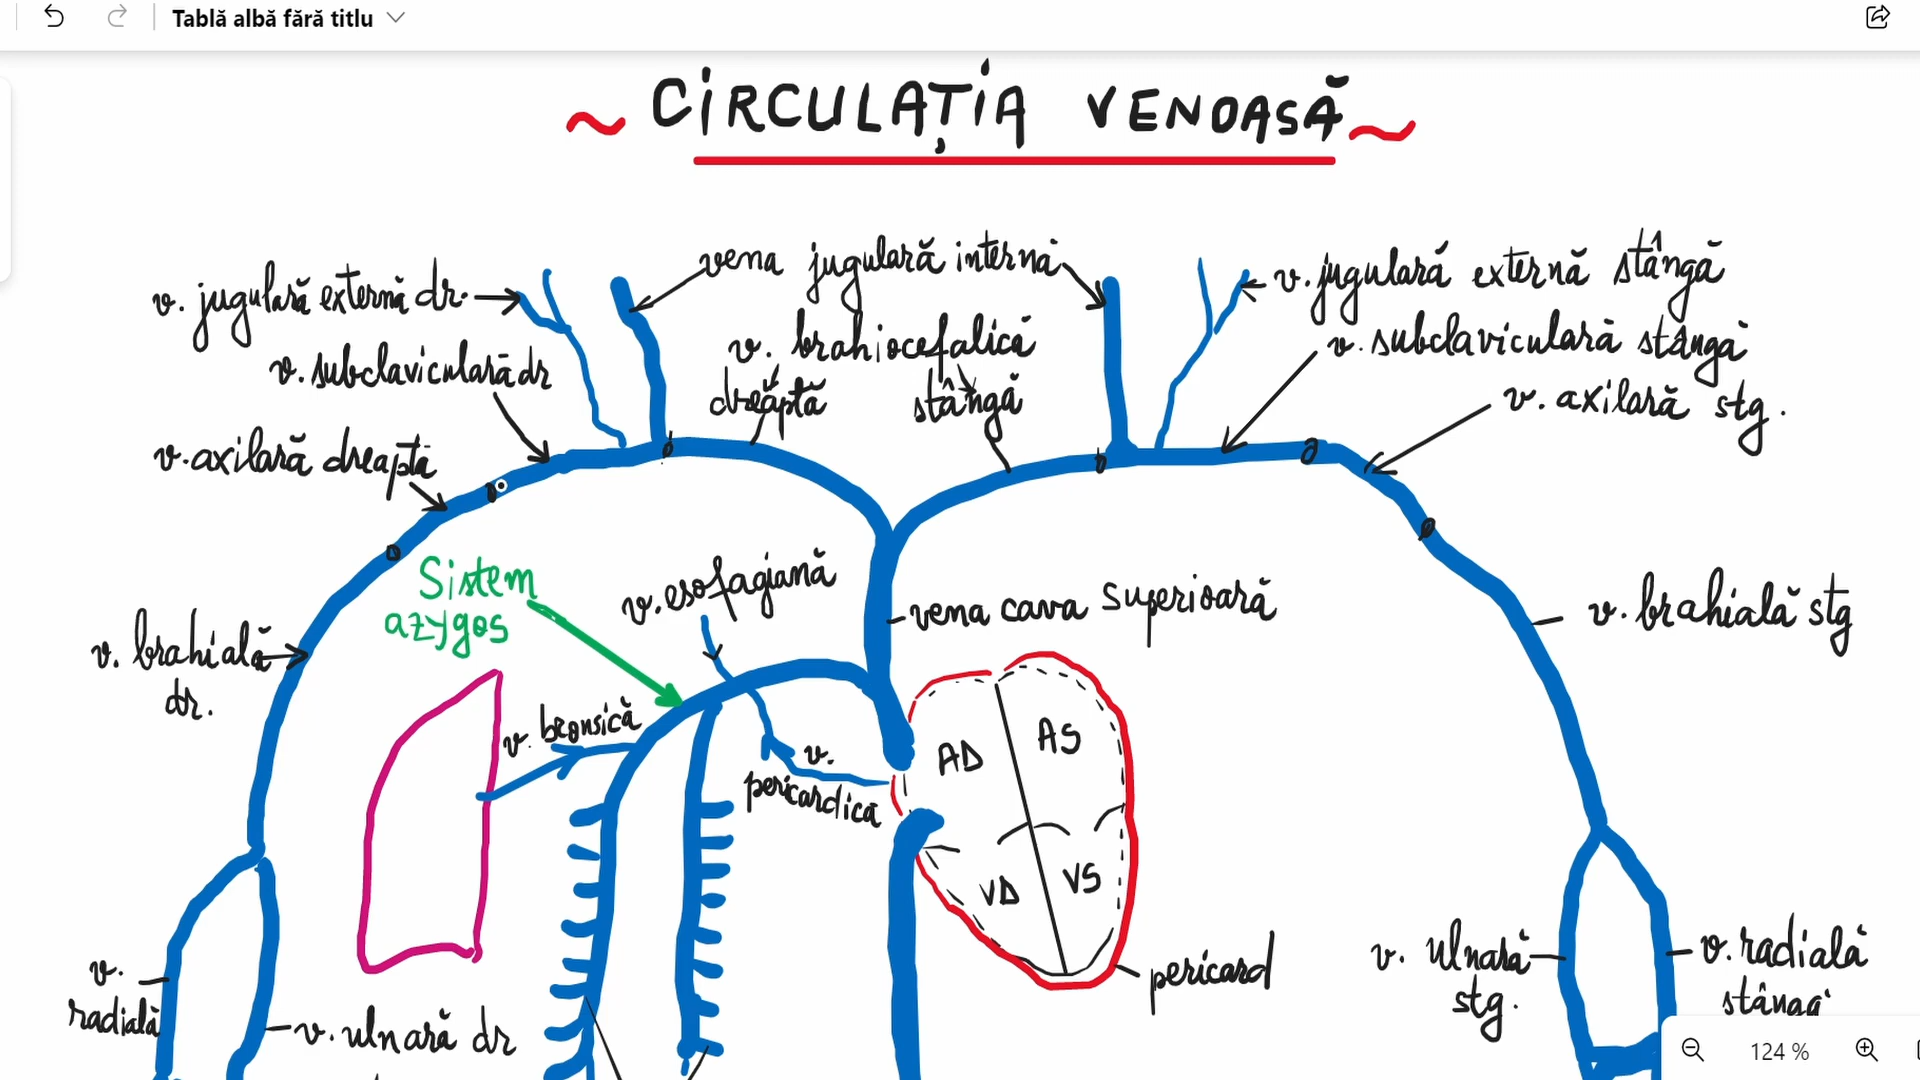 Tablă albă fără titlu
~ CIRCULAȚIA VENOASĂ ~
v. jugulară externă dr.
vena jugulară internă
v. jugulară externă stângă
v. subclaviculară dr
v. brahiocefalică
dreaptă
stângă
v. subclaviculară stângă
v. axilară stg.
v. axilară dreaptă
Sistem
azygos
v. esofagiană
vena cava superioară
v. brahială stg
v. brahială
dr.
v. bronsică
v.
pericardica
AD
AS
VD
VS
pericard
v. ulnară
stg.
v. radială
stângă
v.
radială
v. ulnară dr
124 %